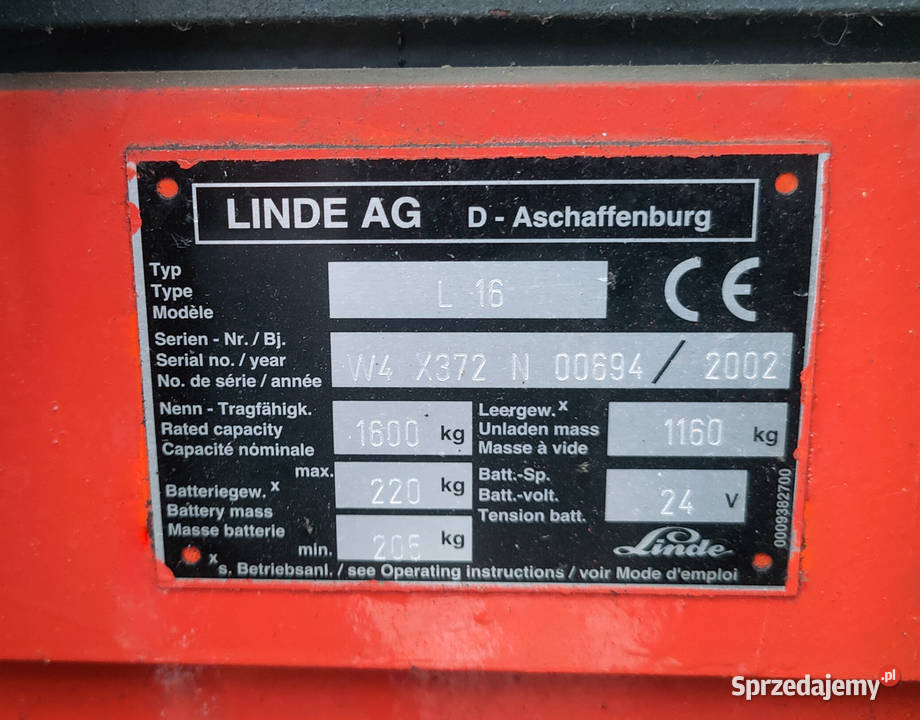 LINDE AG D - Aschaffenburg
Typ
Type
Modèle
L 16
CE
Serien - Nr. / Bj.
Serial no. / year
No. de série / année
W4 X372 N 00694 / 2002
Nenn - Tragfähigk.
Rated capacity
Capacité nóminale
1600 kg
Leergew. x
Unladen mass
Masse à vide
1160 kg
Batteriegew. x
Battery mass
Masse batterie
max. 220 kg
min. 205 kg
Batt.-Sp.
Batt.-volt.
Tension batt.
24 V
Linde
0009382700
x s. Betriebsanl. / see Operating instructions / voir Mode d'emploi
Sprzedajemy.pl